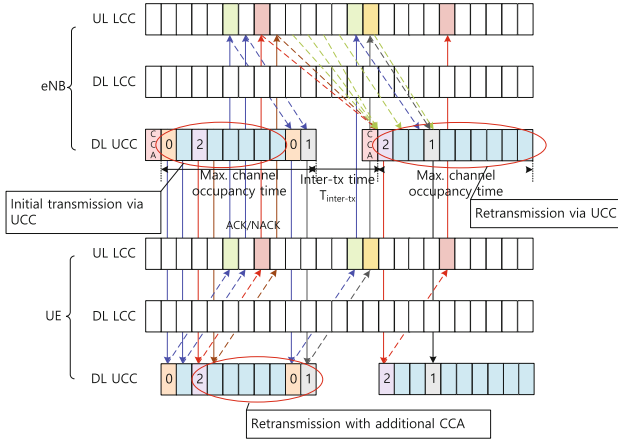 UL LCC
eNB
DL LCC
DL UCC
CCA 0 2 0 1
CCA 2 1
Max. channel
occupancy time
Inter-tx time
Tinter-tx
Max. channel
occupancy time
Initial transmission via
UCC
Retransmission via UCC
ACK/NACK
UL LCC
UE
DL LCC
DL UCC
0 2 0 1
2 1
Retransmission with additional CCA